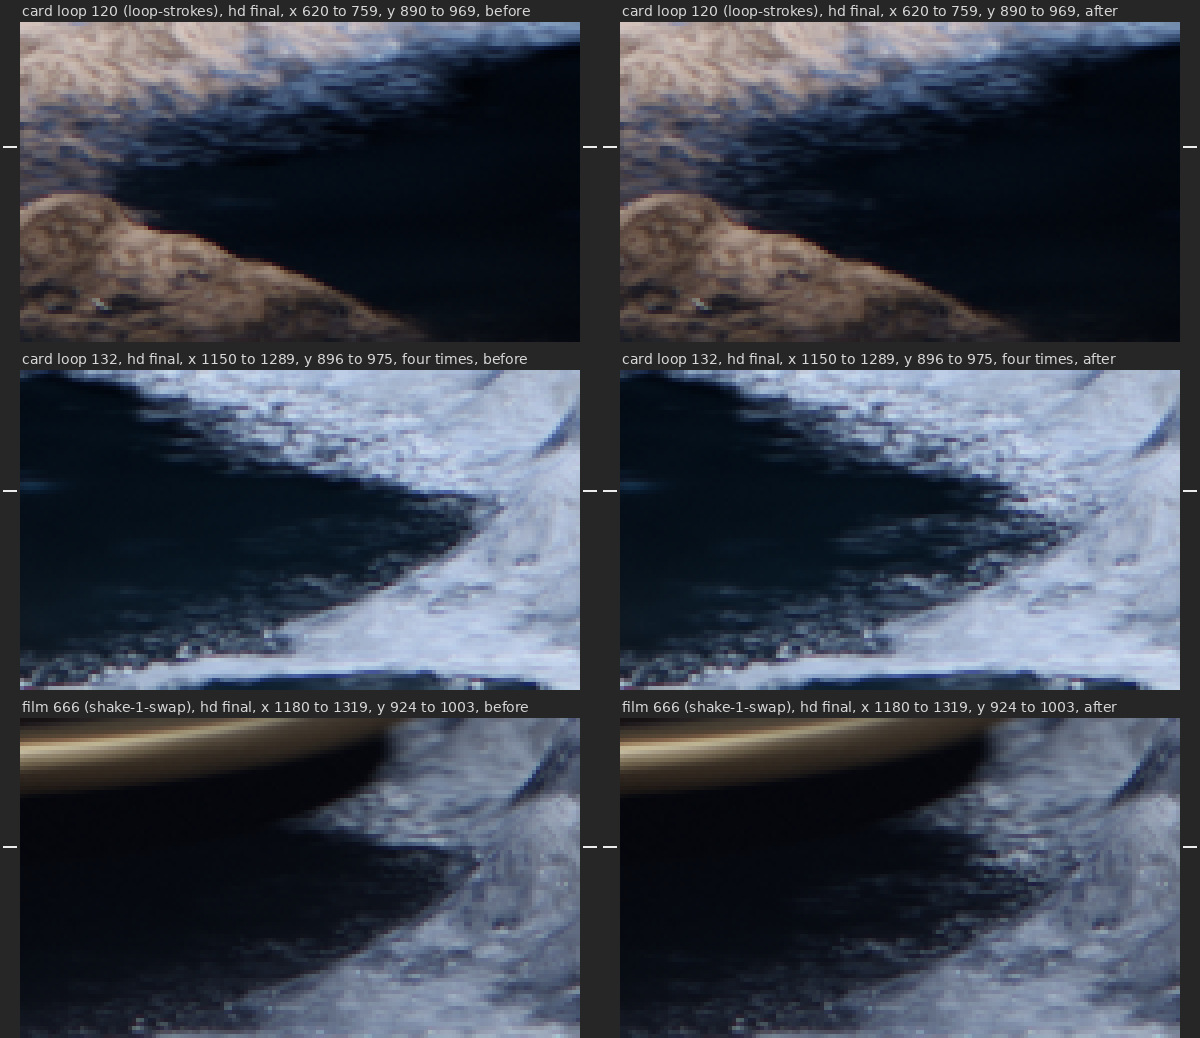 card loop 120 (loop-strokes), hd final, x 620 to 759, y 890 to 969, before
card loop 120 (loop-strokes), hd final, x 620 to 759, y 890 to 969, after
card loop 132, hd final, x 1150 to 1289, y 896 to 975, four times, before
card loop 132, hd final, x 1150 to 1289, y 896 to 975, four times, after
film 666 (shake-1-swap), hd final, x 1180 to 1319, y 924 to 1003, before
film 666 (shake-1-swap), hd final, x 1180 to 1319, y 924 to 1003, after